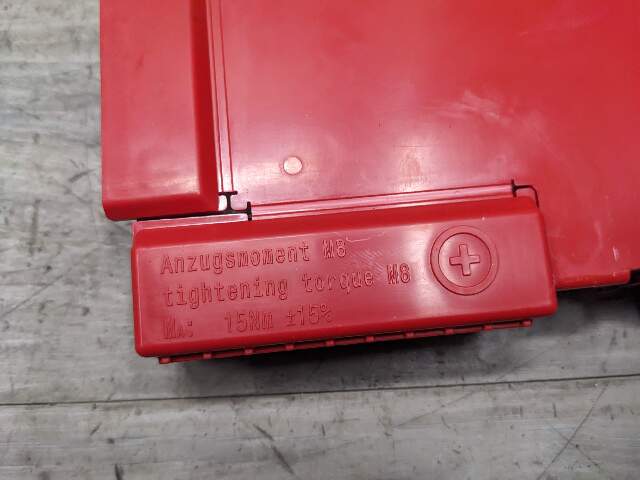 Anzugsmoment M8
tightening torque M8
MA: 15Nm ±15%